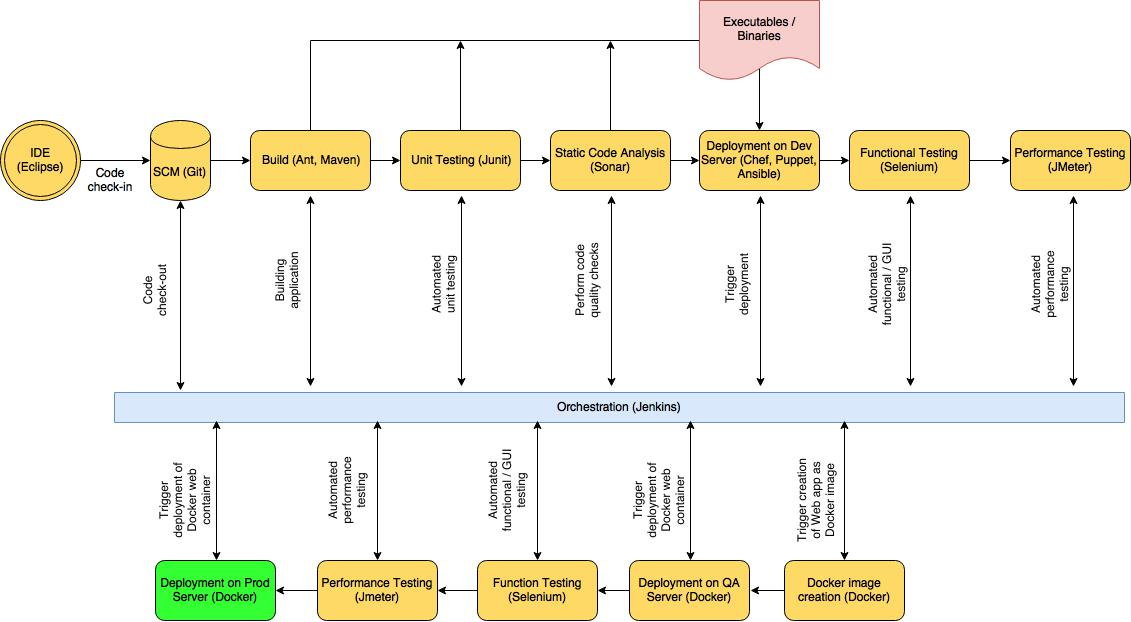 Executables /
Binaries
IDE
(Eclipse)
Code
check-in
SCM (Git)
Build (Ant, Maven)
Unit Testing (Junit)
Static Code Analysis
(Sonar)
Deployment on Dev
Server (Chef, Puppet,
Ansible)
Functional Testing
(Selenium)
Performance Testing
(JMeter)
Code
check-out
Building
application
Automated
unit testing
Perform code
quality checks
Trigger
deployment
Automated
functional / GUI
testing
Automated
performance
testing
Orchestration (Jenkins)
Trigger
deployment of
Docker web
container
Automated
performance
testing
Automated
functional / GUI
testing
Trigger
deployment of
Docker web
container
Trigger creation
of Web app as
Docker image
Deployment on Prod
Server (Docker)
Performance Testing
(Jmeter)
Function Testing
(Selenium)
Deployment on QA
Server (Docker)
Docker image
creation (Docker)